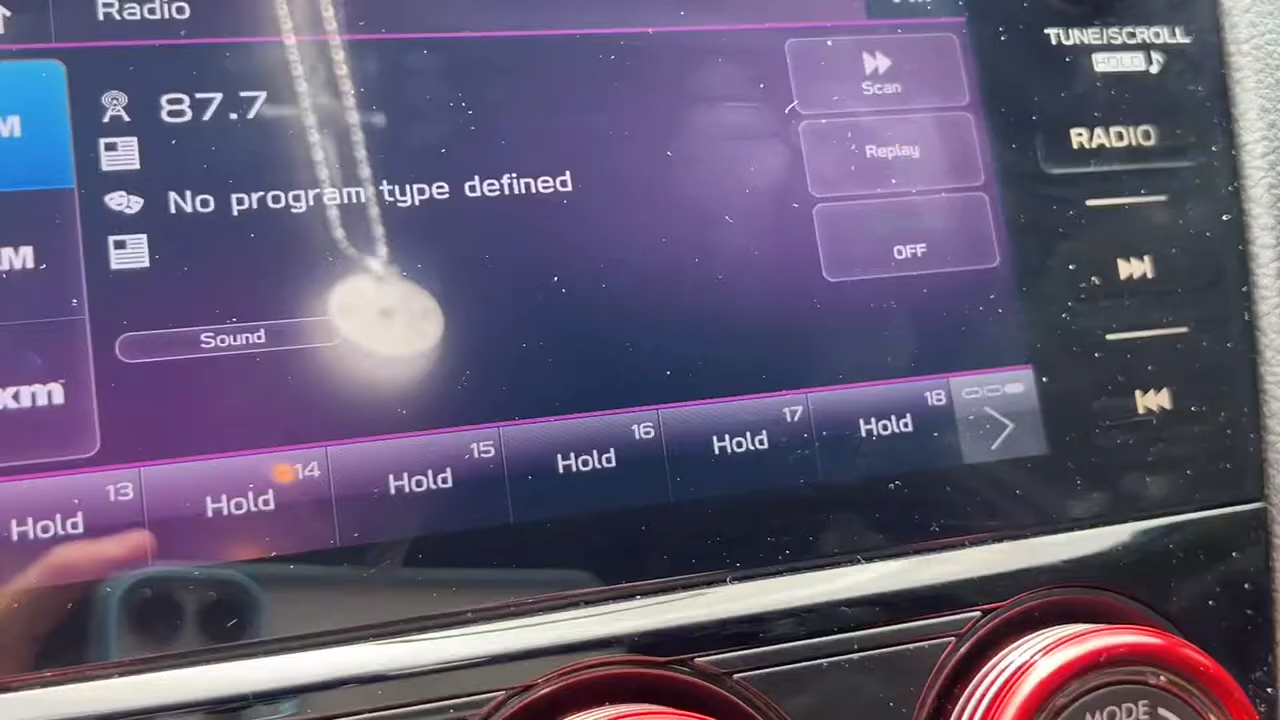 Radio
87.7
No program type defined
Sound
Scan
Replay
OFF
13
Hold
14
Hold
15
Hold
16
Hold
17
Hold
18
Hold
TUNE/SCROLL
HOLD
RADIO
MODE